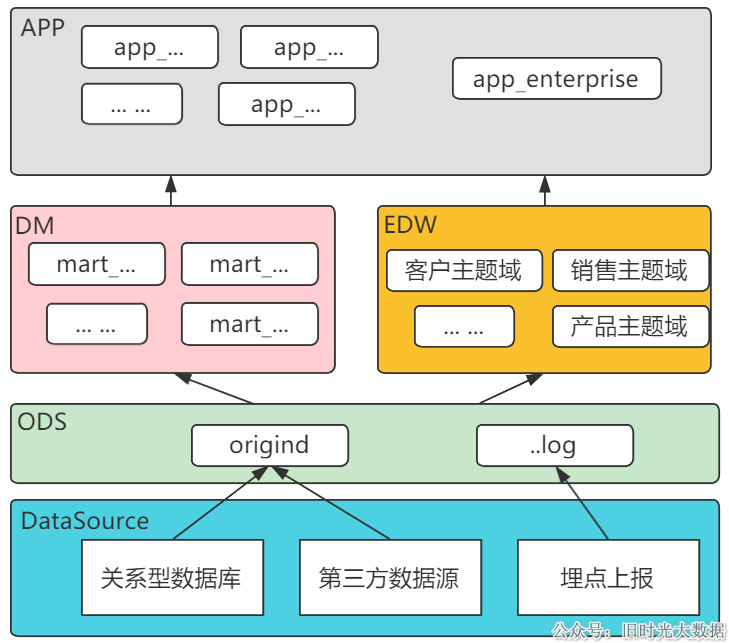 APP
app_...
app_...
... ...
app_...
app_enterprise
DM
mart_...
mart_...
... ...
mart_...
EDW
客户主题域
销售主题域
... ...
产品主题域
ODS
origind
..log
DataSource
关系型数据库
第三方数据源
埋点上报
公众号：旧时光大数据